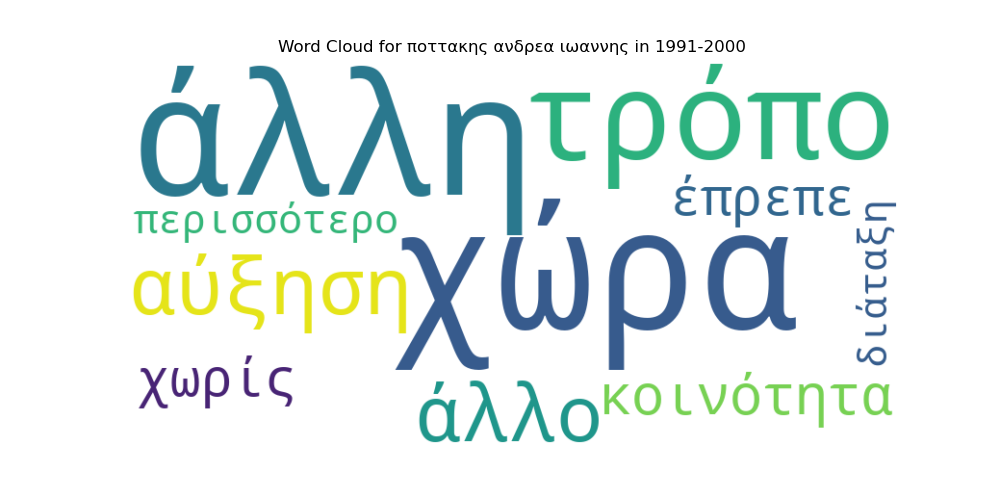 Word Cloud for ποττακης ανδρεα ιωαννης in 1991-2000
άλλη
τρόπο
έπρεπε
περισσότερο
χώρα
διάταξη
αύξηση
χωρίς
άλλο
κοινότητα